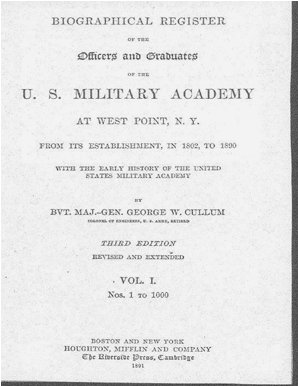 BIOGRAPHICAL REGISTER
OF THE
Officers and Graduates
OF THE
U. S. MILITARY ACADEMY
AT WEST POINT, N. Y.
FROM ITS ESTABLISHMENT, IN 1802, TO 1890
WITH THE EARLY HISTORY OF THE UNITED
STATES MILITARY ACADEMY
BY
BVT. MAJ.-GEN. GEORGE W. CULLUM
COLONEL OF ENGINEERS, U. S. ARMY, RETIRED
THIRD EDITION
REVISED AND EXTENDED
VOL. I.
Nos. 1 TO 1000
BOSTON AND NEW YORK
HOUGHTON, MIFFLIN AND COMPANY
The Riverside Press, Cambridge
1891